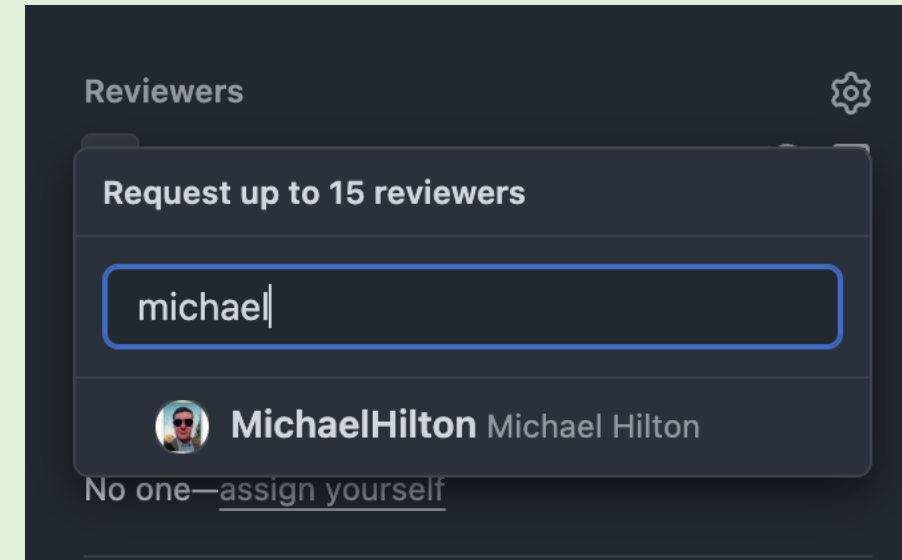 Reviewers
Request up to 15 reviewers
michael
MichaelHilton Michael Hilton
No one—assign yourself